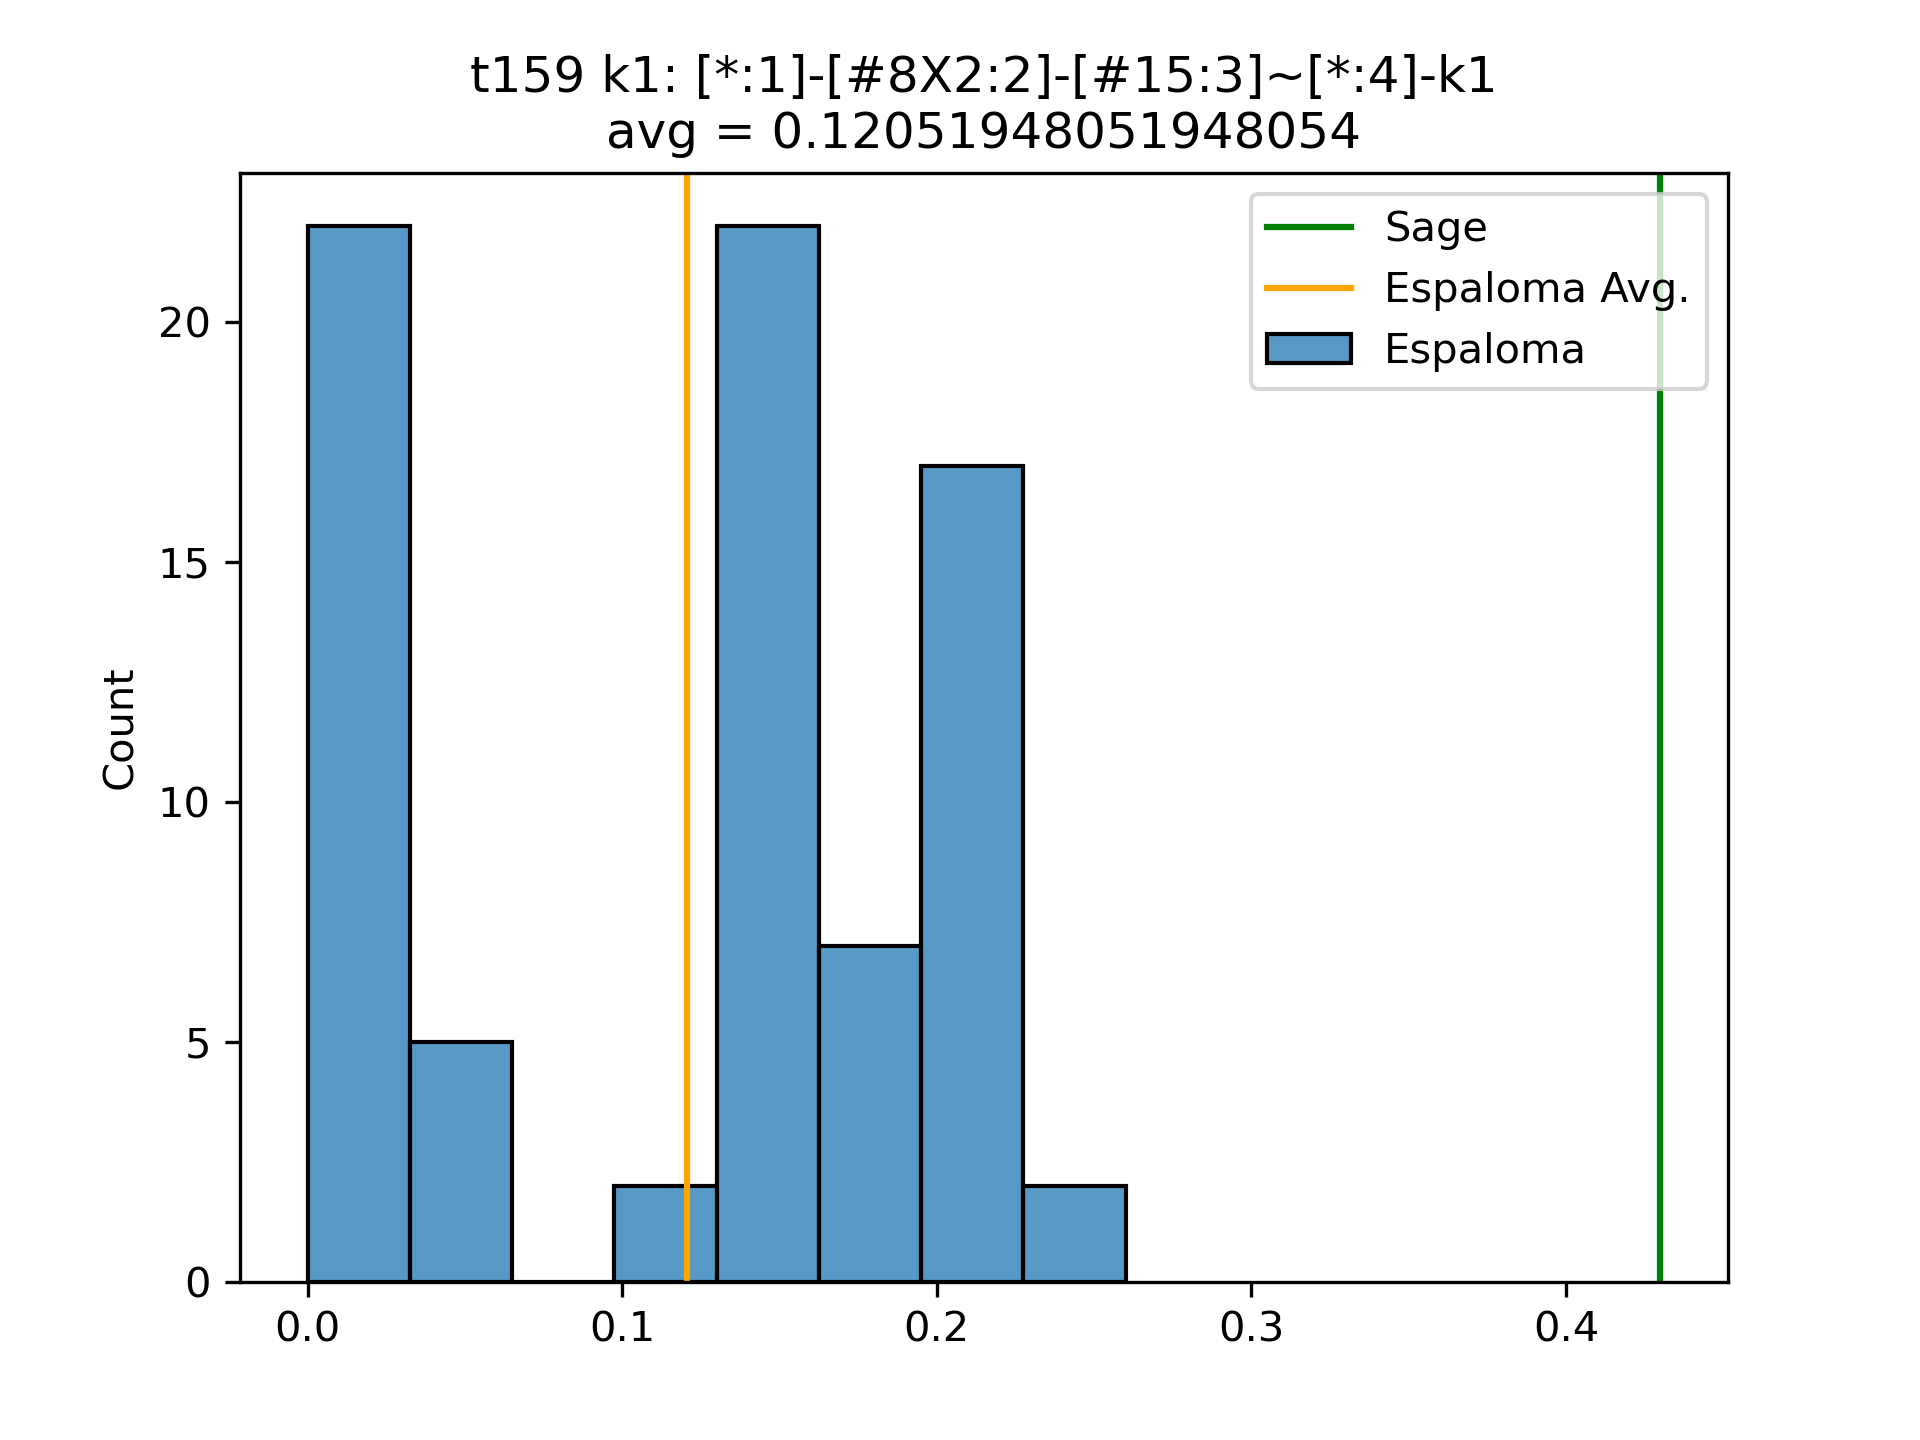 t159 k1: [*:1]-[#8X2:2]-[#15:3]~[*:4]-k1
avg = 0.12051948051948054
Sage
Espaloma Avg.
Espaloma
20
15
10
5
0
Count
0.0
0.1
0.2
0.3
0.4